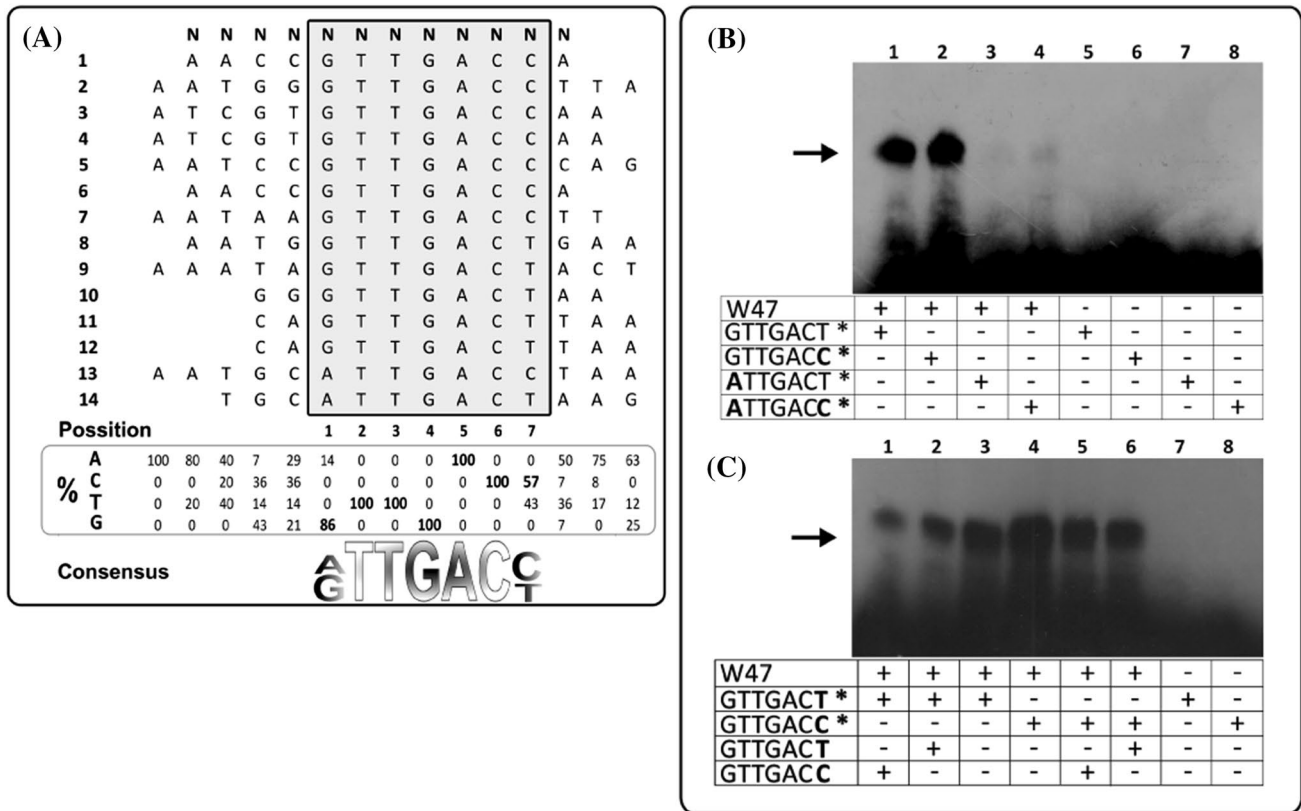 (A)
N N N N N N N N N N N N
1 A A C C G T T G A C C A
2 A A T G G G T T G A C C T T A
3 A T C G T G T T G A C C A A
4 A T C G T G T T G A C C A A
5 A A T C C G T T G A C C C A G
6 A A C C G T T G A C C A
7 A A T A A G T T G A C C T T
8 A A T G G T T G A C T G A A
9 A A A T A G T T G A C T A C T
10 G G G T T G A C T A A
11 C A G T T G A C T T A A
12 C A G T T G A C T T A A
13 A A T G C A T T G A C C T A A
14 T G C A T T G A C T A A G
Possition 1 2 3 4 5 6 7
%
A 100 80 40 7 29 14 0 0 0 100 0 0 50 75 63
C 0 0 20 36 36 0 0 0 0 0 100 57 7 8 0
T 0 20 40 14 14 0 100 100 0 0 0 43 36 17 12
G 0 0 0 43 21 86 0 0 100 0 0 0 7 0 25
Consensus
A C
G TTGAC T
(B)
1 2 3 4 5 6 7 8
W47 + + + + - - - -
GTTGACT * + - - - + - - -
GTTGACC * - + - - - + - -
ATTGACT * - - + - - - + -
ATTGACC * - - - + - - - +
(C)
1 2 3 4 5 6 7 8
W47 + + + + + + - -
GTTGACT * + + + - - - + -
GTTGACC * - - - + + + - +
GTTGACT - + - - - + - -
GTTGACC + - - - + - - -